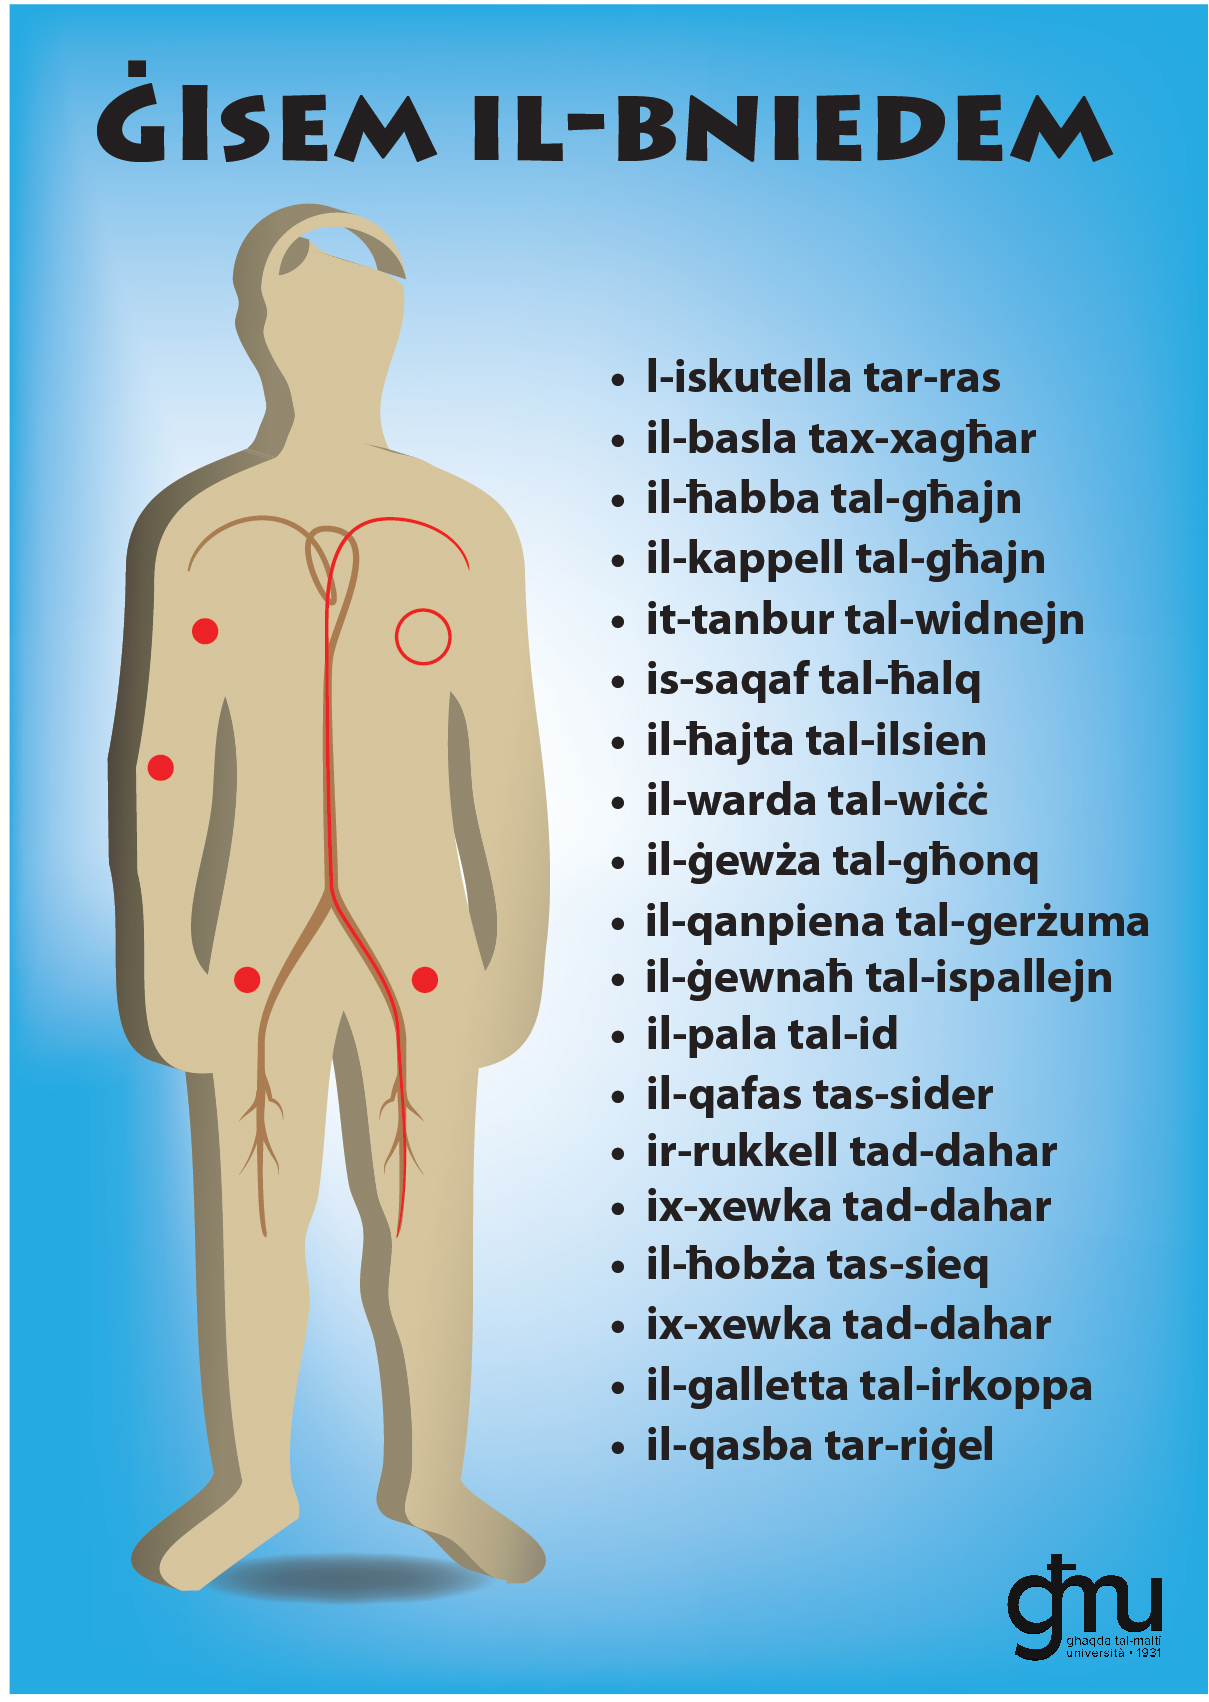 ĠISEM IL-BNIEDEM
• l-iskutella tar-ras
• il-basla tax-xagħar
• il-ħabba tal-għajn
• il-kappell tal-għajn
• it-tanbur tal-widnejn
• is-saqaf tal-ħalq
• il-ħajta tal-ilsien
• il-warda tal-wiċċ
• il-ġewża tal-għonq
• il-qanpiena tal-gerżuma
• il-ġewnaħ tal-ispallejn
• il-pala tal-id
• il-qafas tas-sider
• ir-rukkell tad-dahar
• ix-xewka tad-dahar
• il-ħobża tas-sieq
• ix-xewka tad-dahar
• il-galletta tal-irkoppa
• il-qasba tar-riġel
għmu
għaqda tal-malti
università • 1931